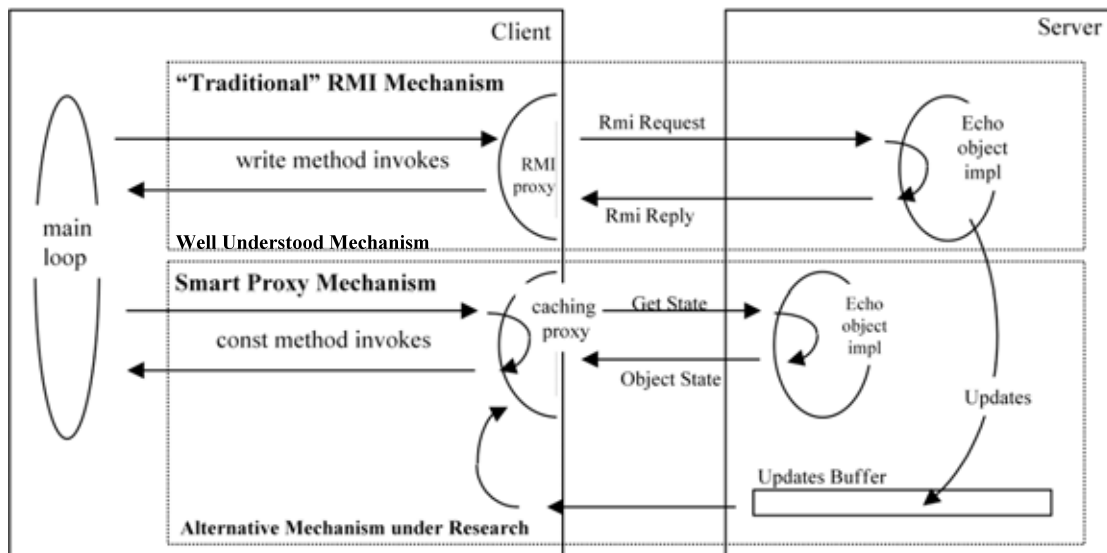 Client
Server
“Traditional” RMI Mechanism
Rmi Request
Echo
object
impl
write method invokes
RMI
proxy
Rmi Reply
main
loop
Well Understood Mechanism
Smart Proxy Mechanism
caching
proxy
Get State
Echo
object
impl
const method invokes
Object State
Updates
Updates Buffer
Alternative Mechanism under Research